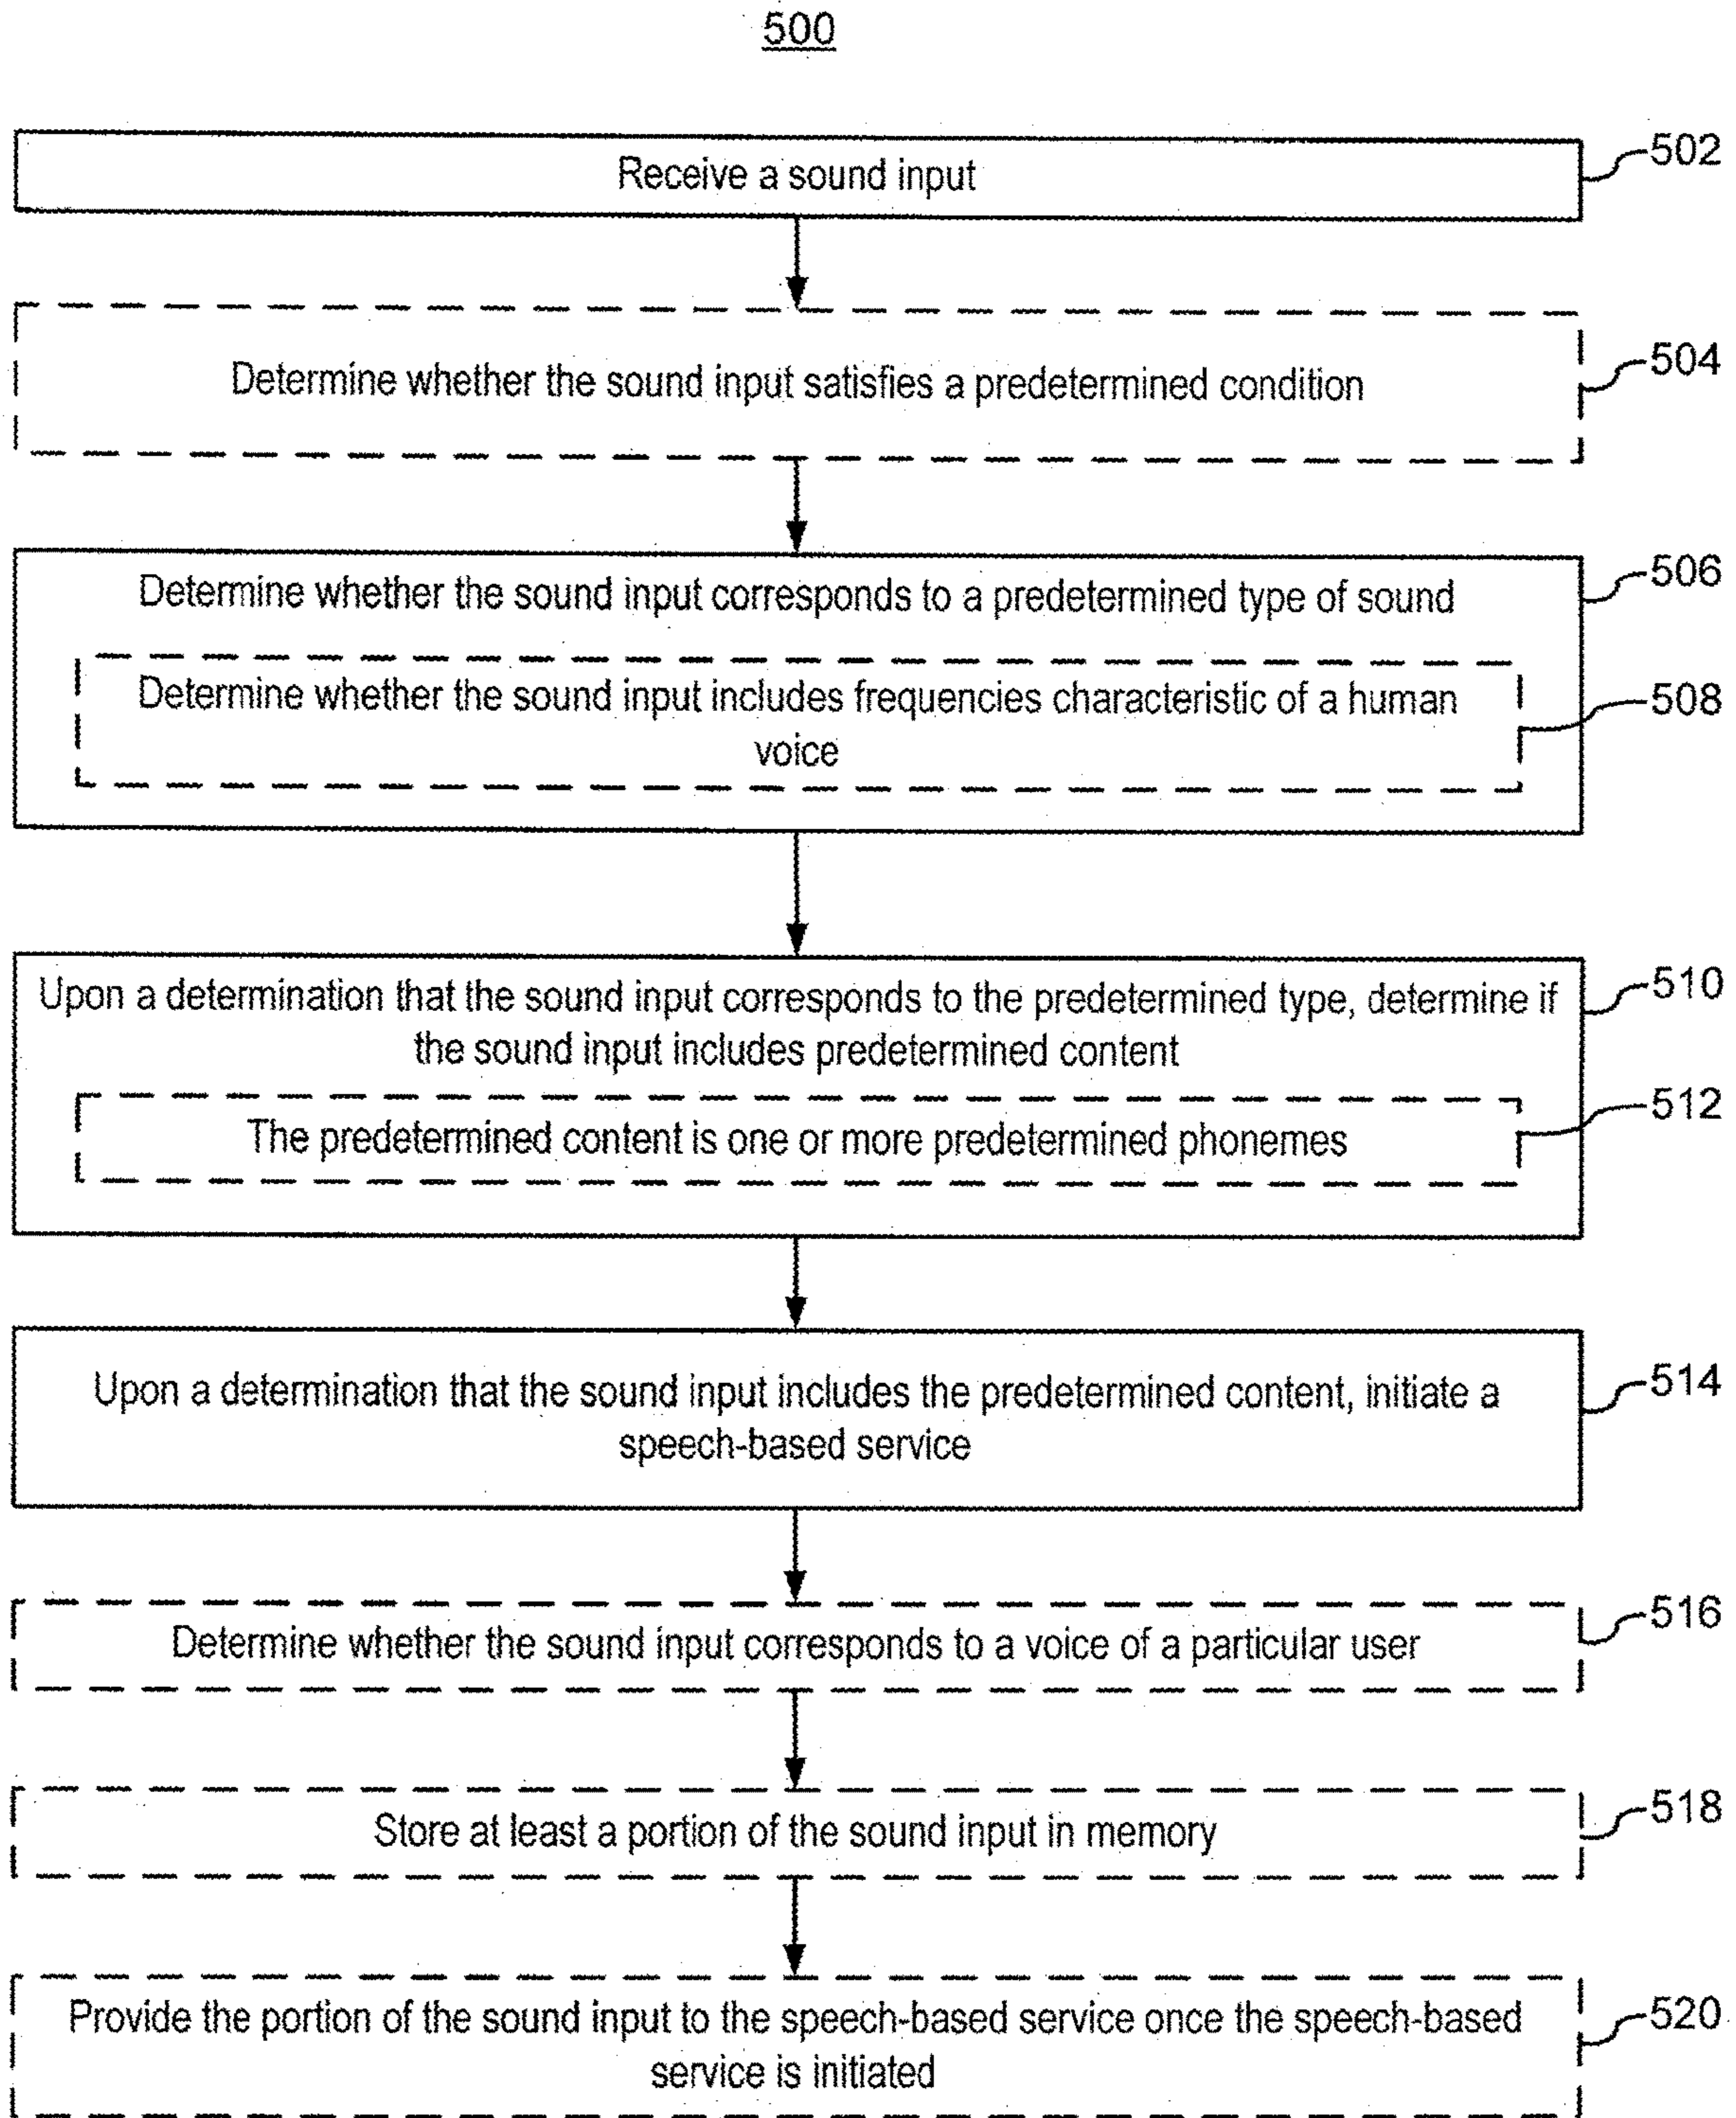 500
Receive a sound input
502
Determine whether the sound input satisfies a predetermined condition
504
Determine whether the sound input corresponds to a predetermined type of sound
506
Determine whether the sound input includes frequencies characteristic of a human
voice
508
Upon a determination that the sound input corresponds to the predetermined type, determine if
the sound input includes predetermined content
510
The predetermined content is one or more predetermined phonemes
512
Upon a determination that the sound input includes the predetermined content, initiate a
speech-based service
514
Determine whether the sound input corresponds to a voice of a particular user
516
Store at least a portion of the sound input in memory
518
Provide the portion of the sound input to the speech-based service once the speech-based
service is initiated
520